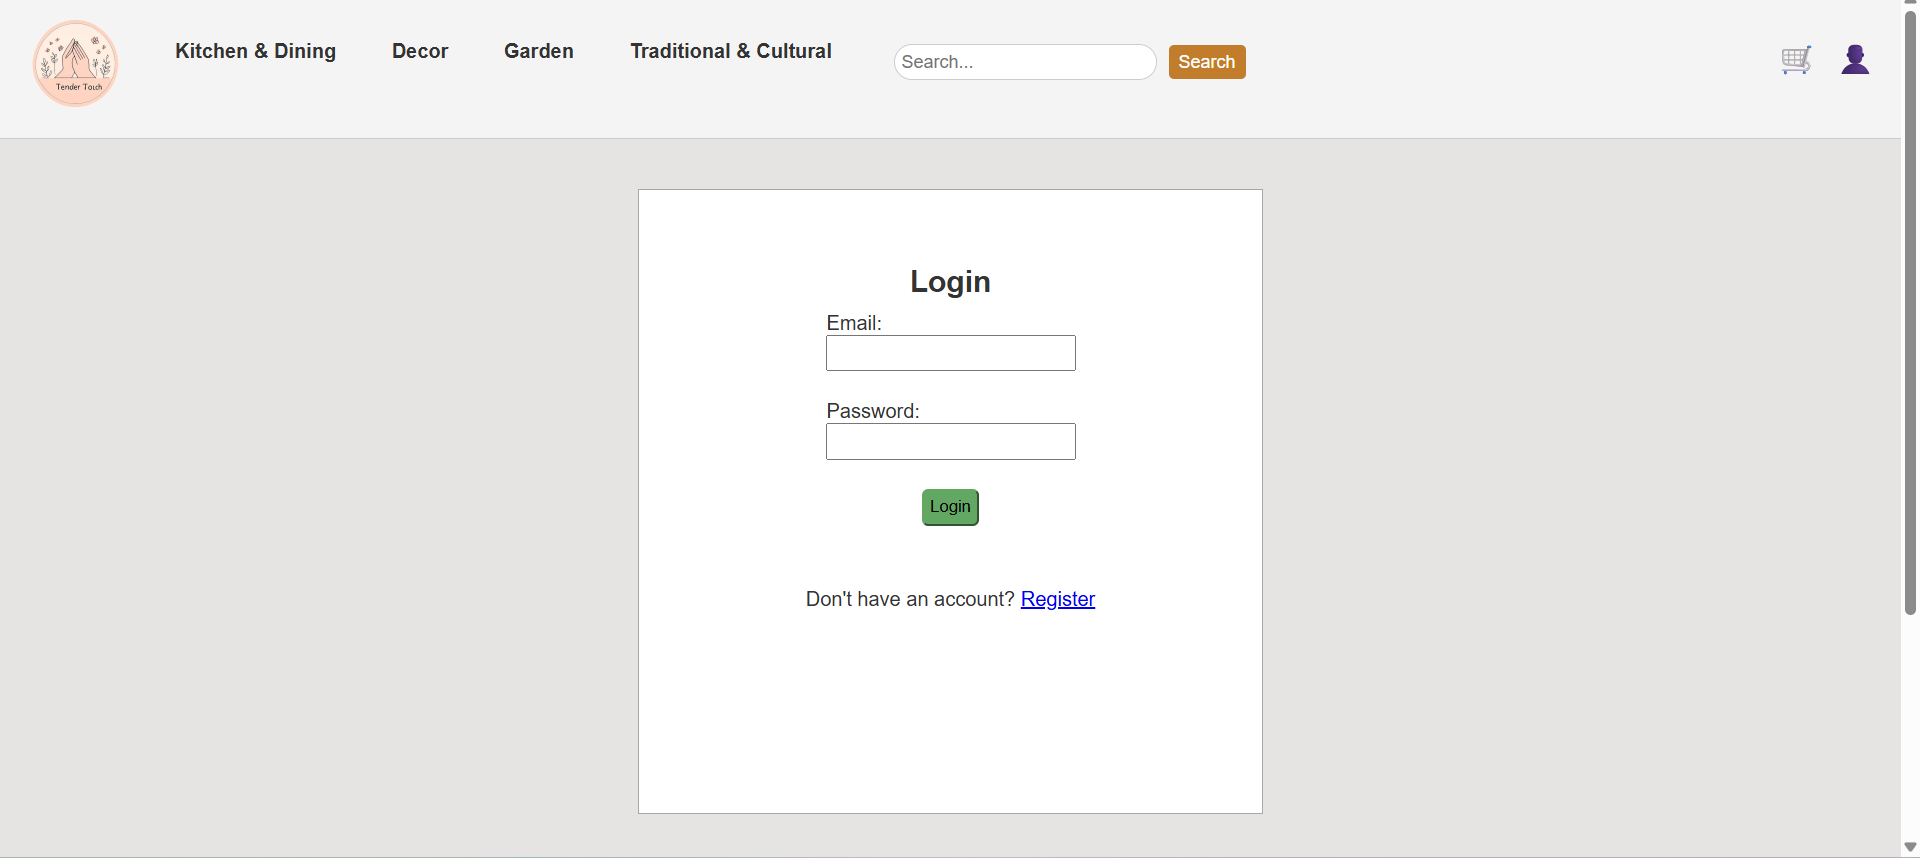 Tender Touch
Kitchen & Dining
Decor
Garden
Traditional & Cultural
Search...
Search
Login
Email:
Password:
Login
Don't have an account? Register